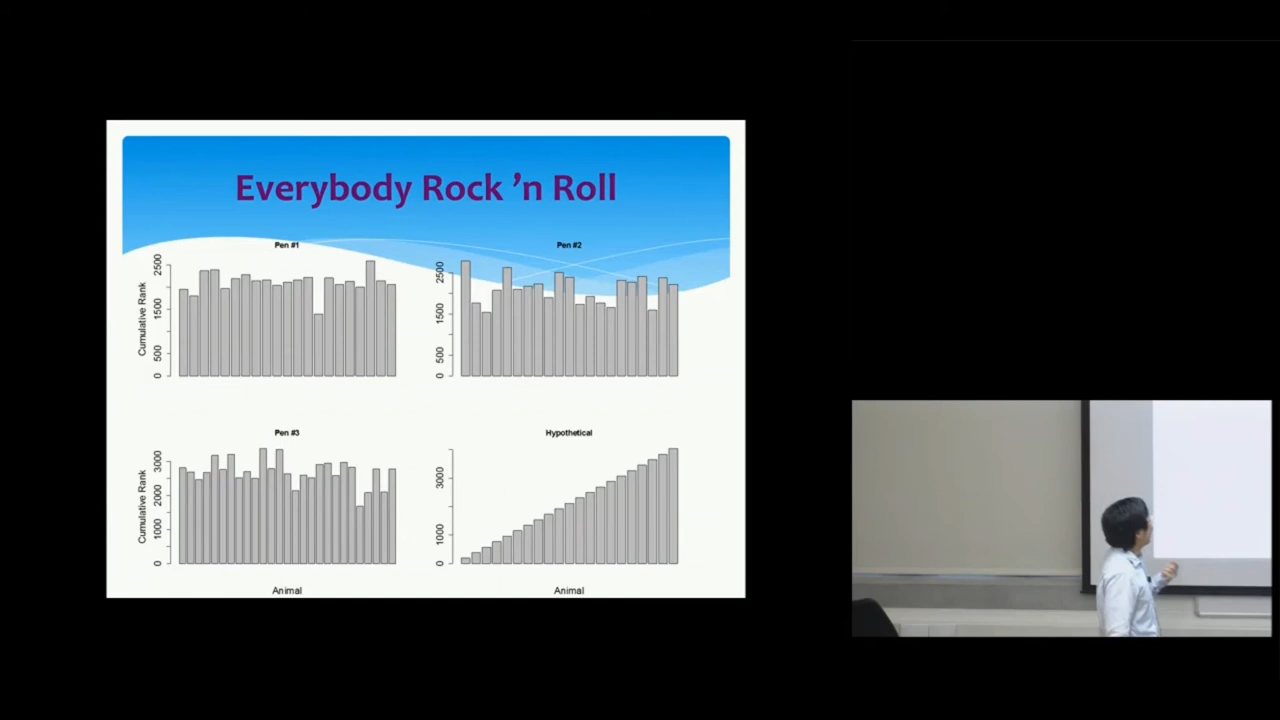 Everybody Rock ’n Roll
Pen #1
Cumulative Rank
0 500 1500 2500
Pen #2
0 500 1500 2500
Pen #3
Cumulative Rank
0 1000 2000 3000
Animal
Hypothetical
0 1000 3000
Animal